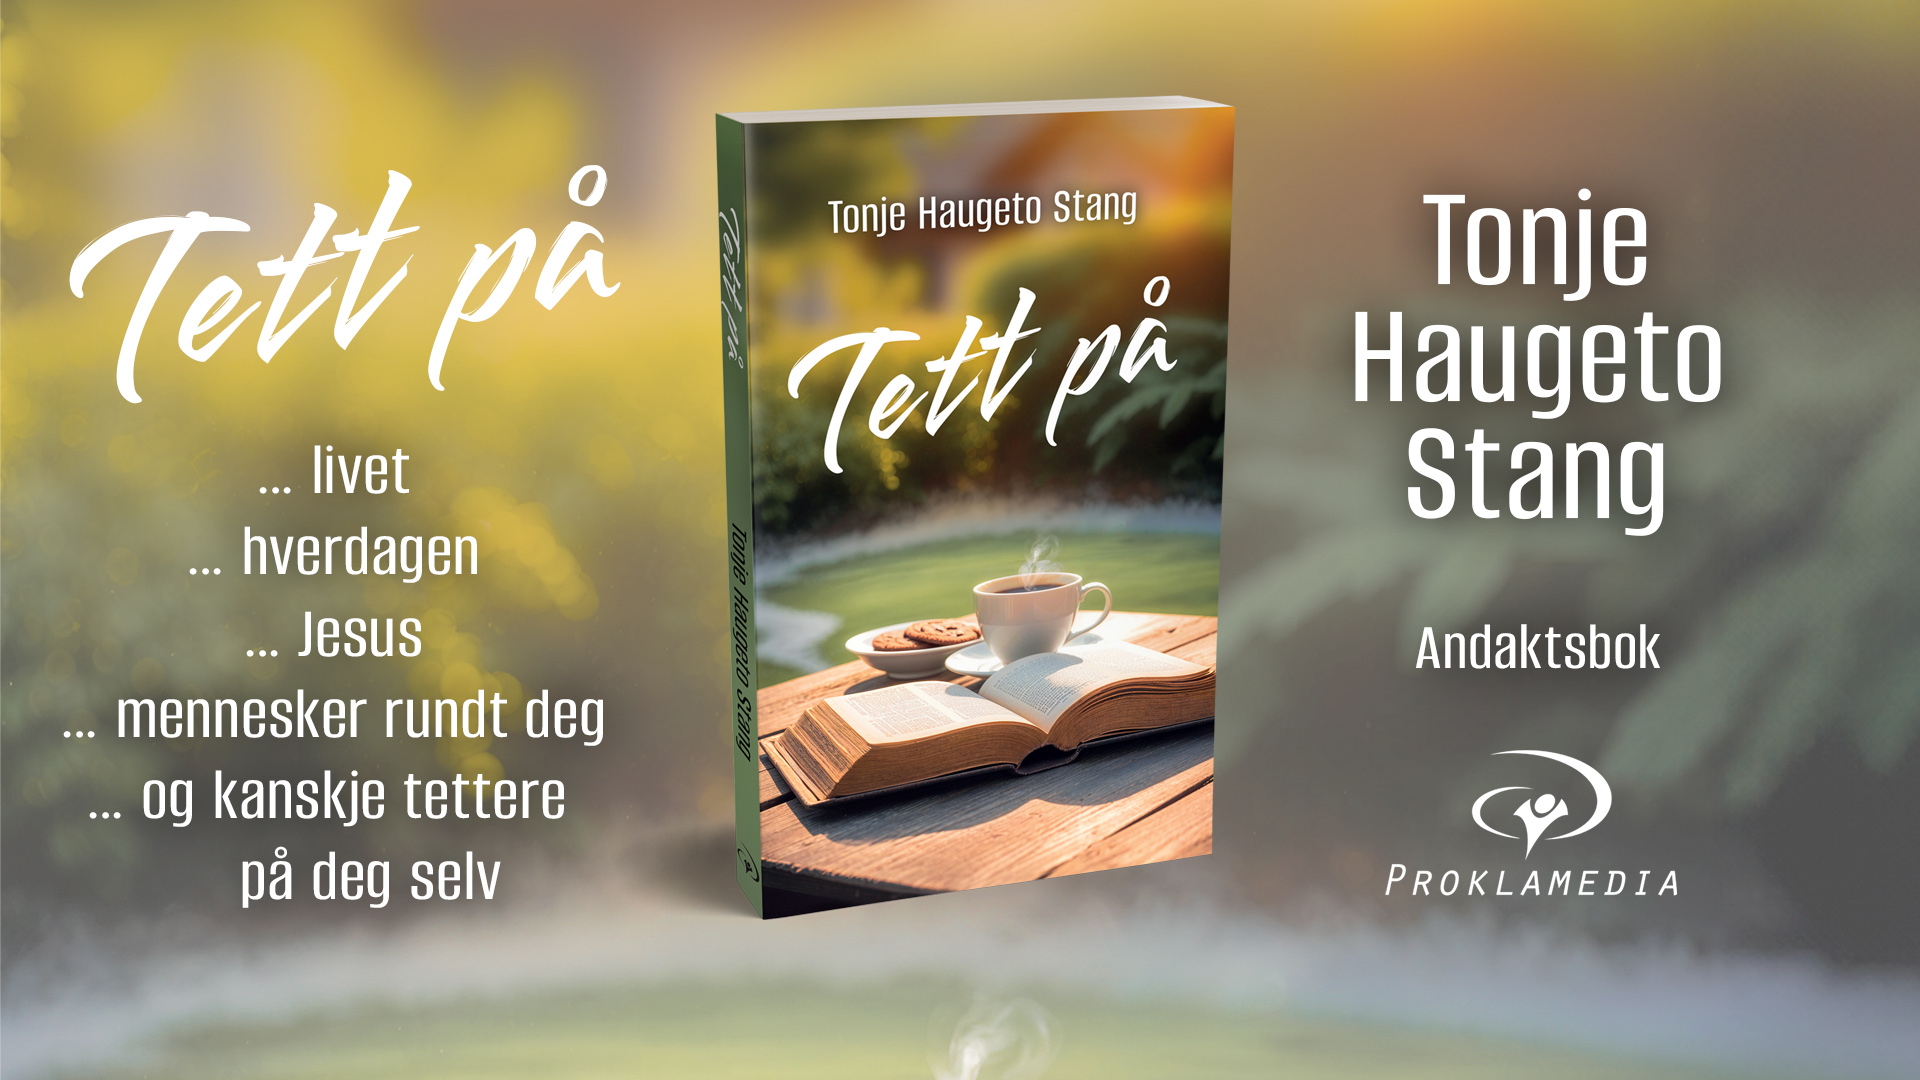 Tett på
... livet
... hverdagen
... Jesus
... mennesker rundt deg
... og kanskje tettere
på deg selv
Tett på
Tonje Haugeto Stang
Tonje Haugeto Stang
Tett på
Tonje
Haugeto
Stang
Andaktsbok
PROKLAMEDIA